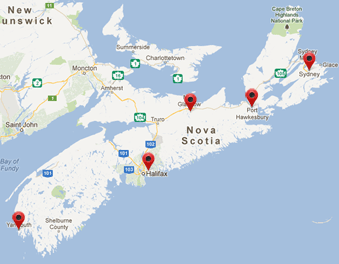 New
unswick
Cape Breton
Highlands
National Park
Summerside
Charlottetown
Moncton
Amherst
Sydney
Glace
Sydney
Port
Hawkesbury
Truro
Nova
Scotia
Saint John
102
101
103
Halifax
Bay of
Fundy
101
Shelburne
County